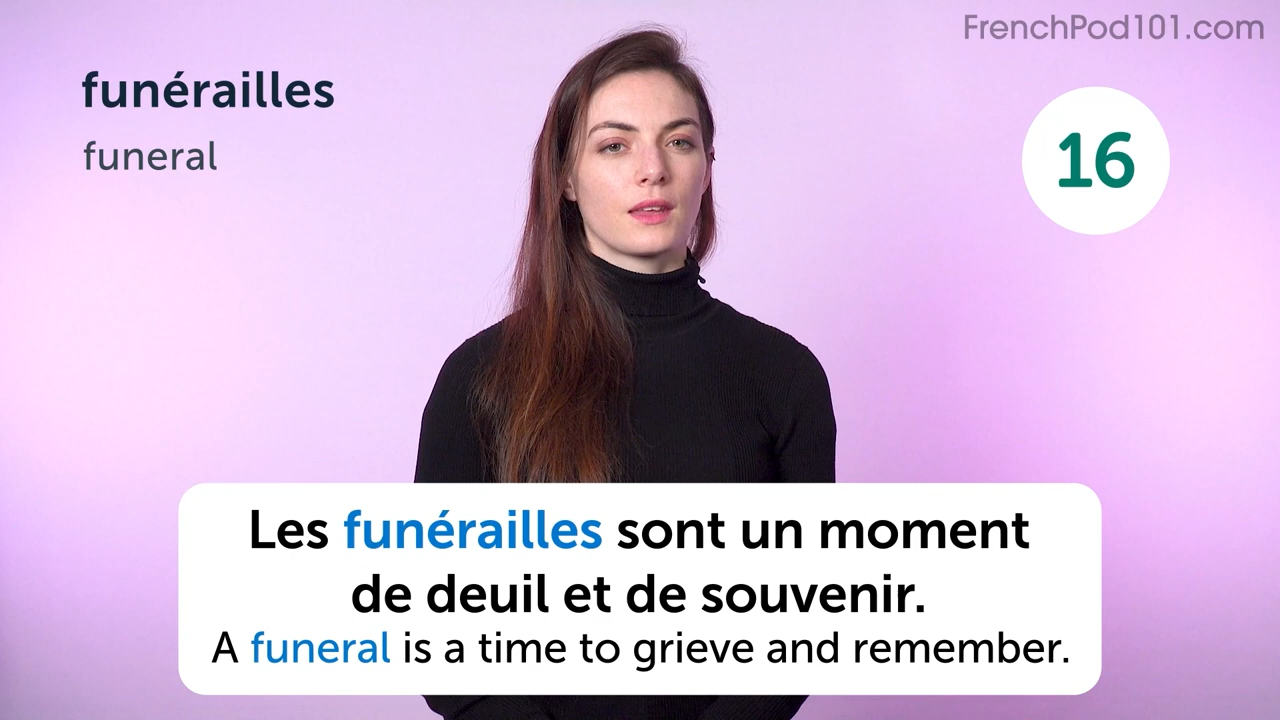 FrenchPod101.com
funérailles
funeral
16
Les funérailles sont un moment
de deuil et de souvenir.
A funeral is a time to grieve and remember.